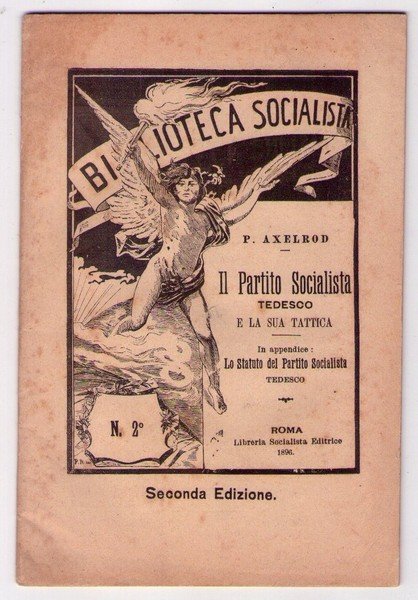 BIBLIOTECA SOCIALISTA
P. AXELROD
Il Partito Socialista
TEDESCO
E LA SUA TATTICA
In appendice:
Lo Statuto del Partito Socialista
TEDESCO
ROMA
Libreria Socialista Editrice
1896.
N. 2º
Seconda Edizione.